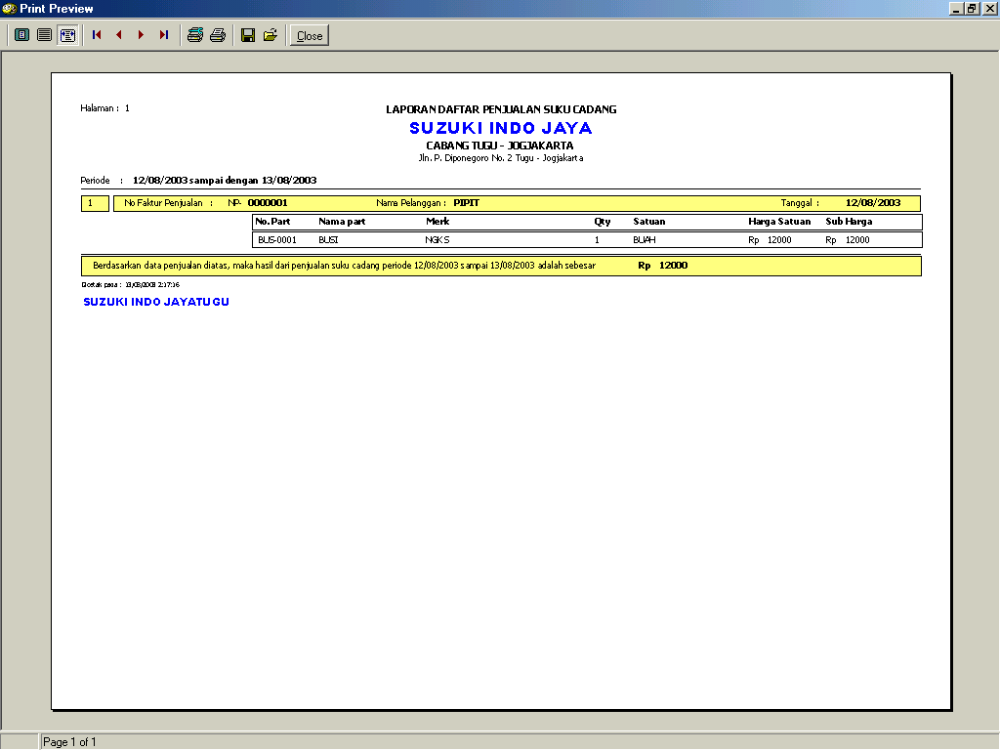 Print Preview
Close
Halaman : 1
LAPORAN DAFTAR PENJUALAN SUKU CADANG
SUZUKI INDO JAYA
CABANG TUGU - JOGJAKARTA
Jln. P. Diponegoro No. 2 Tugu - Jogjakarta
Periode : 12/08/2003 sampai dengan 13/08/2003
1 No Faktur Penjualan : NP- 0000001 Nama Pelanggan : PIPIT Tanggal : 12/08/2003
No. Part Nama part Merk Qty Satuan Harga Satuan Sub Harga
BUS-0001 BUSI NGKS 1 BUAH Rp 12000 Rp 12000
Berdasarkan data penjualan diatas, maka hasil dari penjualan suku cadang periode 12/08/2003 sampai 13/08/2003 adalah sebesar Rp 12000
Dicetak pada : 13/08/2003
SUZUKI INDO JAYATUGU
Page 1 of 1